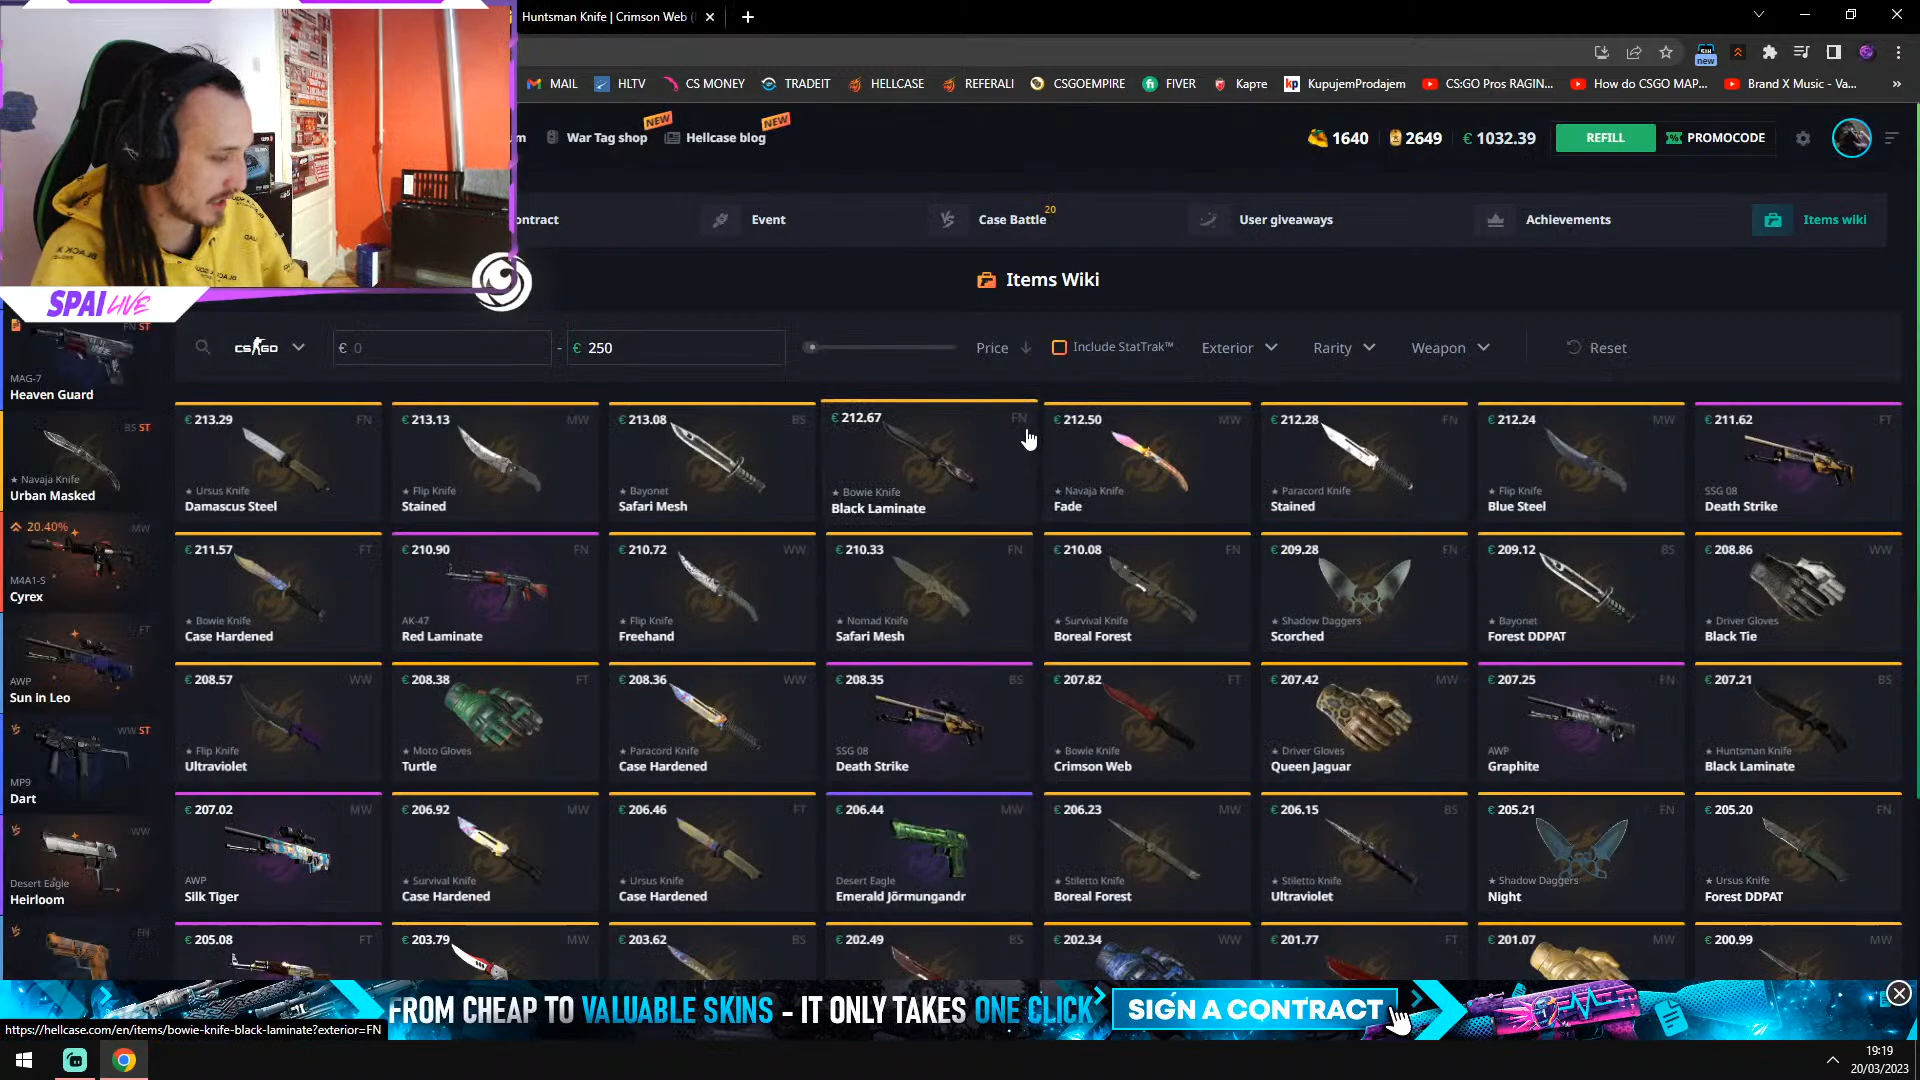 Huntsman Knife | Crimson Web (
new
MAIL
HLTV
CS MONEY
TRADEIT
HELLCASE
REFERALI
CSGOEMPIRE
FIVER
Карте
KupujemProdajem
CS:GO Pros RAGIN...
How do CSGO MAP...
Brand X Music - Va...
NEW
War Tag shop
NEW
Hellcase blog
1640
2649
€ 1032.39
REFILL
PROMOCODE
ontract
Event
Case Battle 20
User giveaways
Achievements
Items wiki
Items Wiki
SPAI LIVE
CS:GO
€ 0
-
€ 250
Price
Include StatTrak™
Exterior
Rarity
Weapon
Reset
FN ST
MAG-7
Heaven Guard
BS ST
★ Navaja Knife
Urban Masked
20.40%
MW
M4A1-S
Cyrex
FT
AWP
Sun in Leo
WW ST
MP9
Dart
WW
Desert Eagle
Heirloom
FN
€ 213.29 FN
★ Ursus Knife
Damascus Steel
€ 213.13 MW
★ Flip Knife
Stained
€ 213.08 BS
★ Bayonet
Safari Mesh
€ 212.67 FN
★ Bowie Knife
Black Laminate
€ 212.50 MW
★ Navaja Knife
Fade
€ 212.28 FN
★ Paracord Knife
Stained
€ 212.24 MW
★ Flip Knife
Blue Steel
€ 211.62 FT
SSG 08
Death Strike
€ 211.57 FT
★ Bowie Knife
Case Hardened
€ 210.90 FN
AK-47
Red Laminate
€ 210.72 WW
★ Flip Knife
Freehand
€ 210.33 FN
★ Nomad Knife
Safari Mesh
€ 210.08 FN
★ Survival Knife
Boreal Forest
€ 209.28 FN
★ Shadow Daggers
Scorched
€ 209.12 BS
★ Bayonet
Forest DDPAT
€ 208.86 WW
★ Driver Gloves
Black Tie
€ 208.57 WW
★ Flip Knife
Ultraviolet
€ 208.38 FT
★ Moto Gloves
Turtle
€ 208.36 WW
★ Paracord Knife
Case Hardened
€ 208.35 BS
SSG 08
Death Strike
€ 207.82 FT
★ Bowie Knife
Crimson Web
€ 207.42 MW
★ Driver Gloves
Queen Jaguar
€ 207.25 FN
AWP
Graphite
€ 207.21 BS
★ Huntsman Knife
Black Laminate
€ 207.02 MW
AWP
Silk Tiger
€ 206.92 MW
★ Survival Knife
Case Hardened
€ 206.46 FT
★ Ursus Knife
Case Hardened
€ 206.44 MW
Desert Eagle
Emerald Jörmungandr
€ 206.23 MW
★ Stiletto Knife
Boreal Forest
€ 206.15 BS
★ Stiletto Knife
Ultraviolet
€ 205.21 FN
★ Shadow Daggers
Night
€ 205.20 FN
★ Ursus Knife
Forest DDPAT
€ 205.08 FT
€ 203.79 MW
€ 203.62 BS
€ 202.49 BS
€ 202.34 WW
€ 201.77 FT
€ 201.07 MW
€ 200.99 MW
FROM CHEAP TO VALUABLE SKINS - IT ONLY TAKES ONE CLICK
SIGN A CONTRACT
https://hellcase.com/en/items/bowie-knife-black-laminate?exterior=FN
19:19
20/03/2023